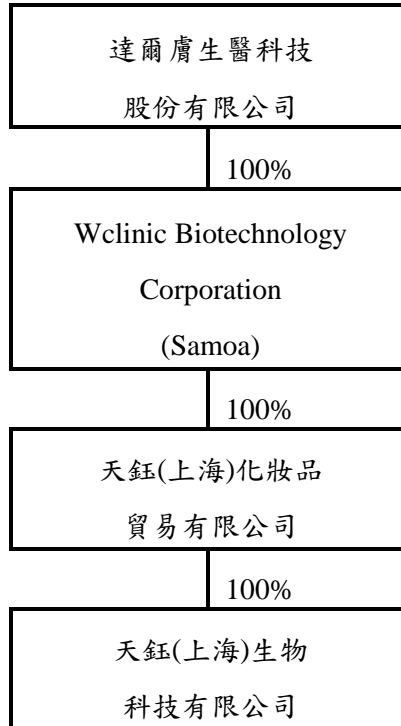 達爾膚生醫科技
股份有限公司
100%
Wclinic Biotechnology
Corporation
(Samoa)
100%
天鈺(上海)化妝品
貿易有限公司
100%
天鈺(上海)生物
科技有限公司